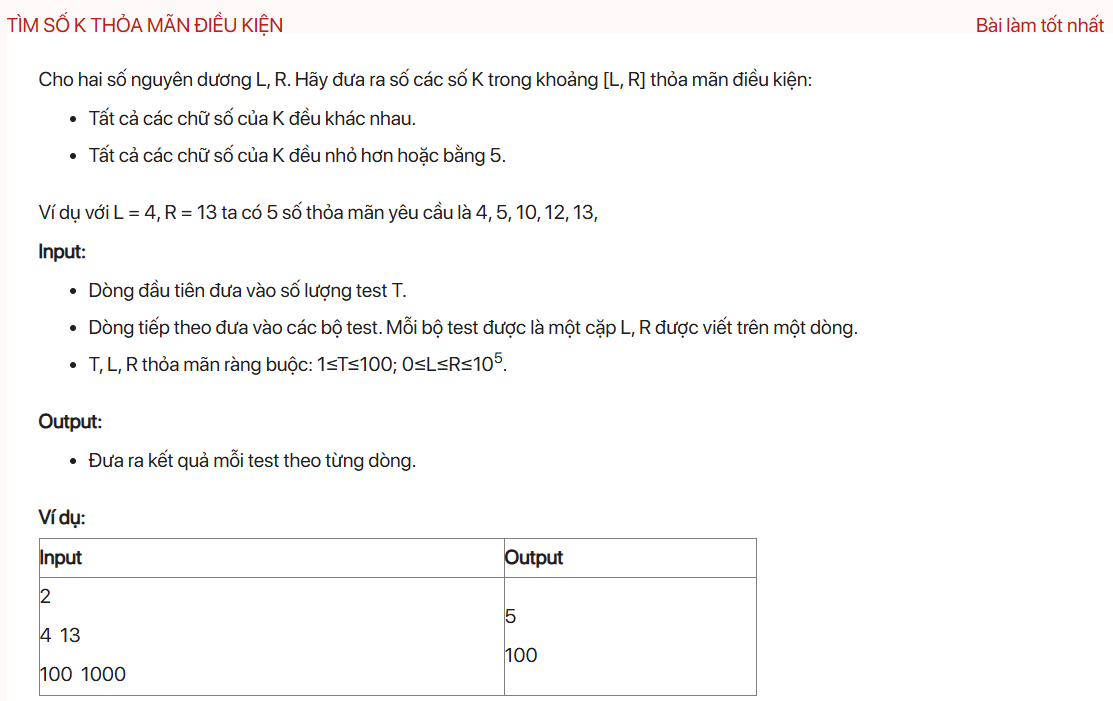 TÌM SỐ K THỎA MÃN ĐIỀU KIỆN
Bài làm tốt nhất
Cho hai số nguyên dương L, R. Hãy đưa ra số các số K trong khoảng [L, R] thỏa mãn điều kiện:
• Tất cả các chữ số của K đều khác nhau.
• Tất cả các chữ số của K đều nhỏ hơn hoặc bằng 5.
Ví dụ với L = 4, R = 13 ta có 5 số thỏa mãn yêu cầu là 4, 5, 10, 12, 13,
Input:
• Dòng đầu tiên đưa vào số lượng test T.
• Dòng tiếp theo đưa vào các bộ test. Mỗi bộ test được là một cặp L, R được viết trên một dòng.
• T, L, R thỏa mãn ràng buộc: 1≤T≤100; 0≤L≤R≤10⁵.
Output:
• Đưa ra kết quả mỗi test theo từng dòng.
Ví dụ:
Input
Output
2
4 13
100 1000
5
100